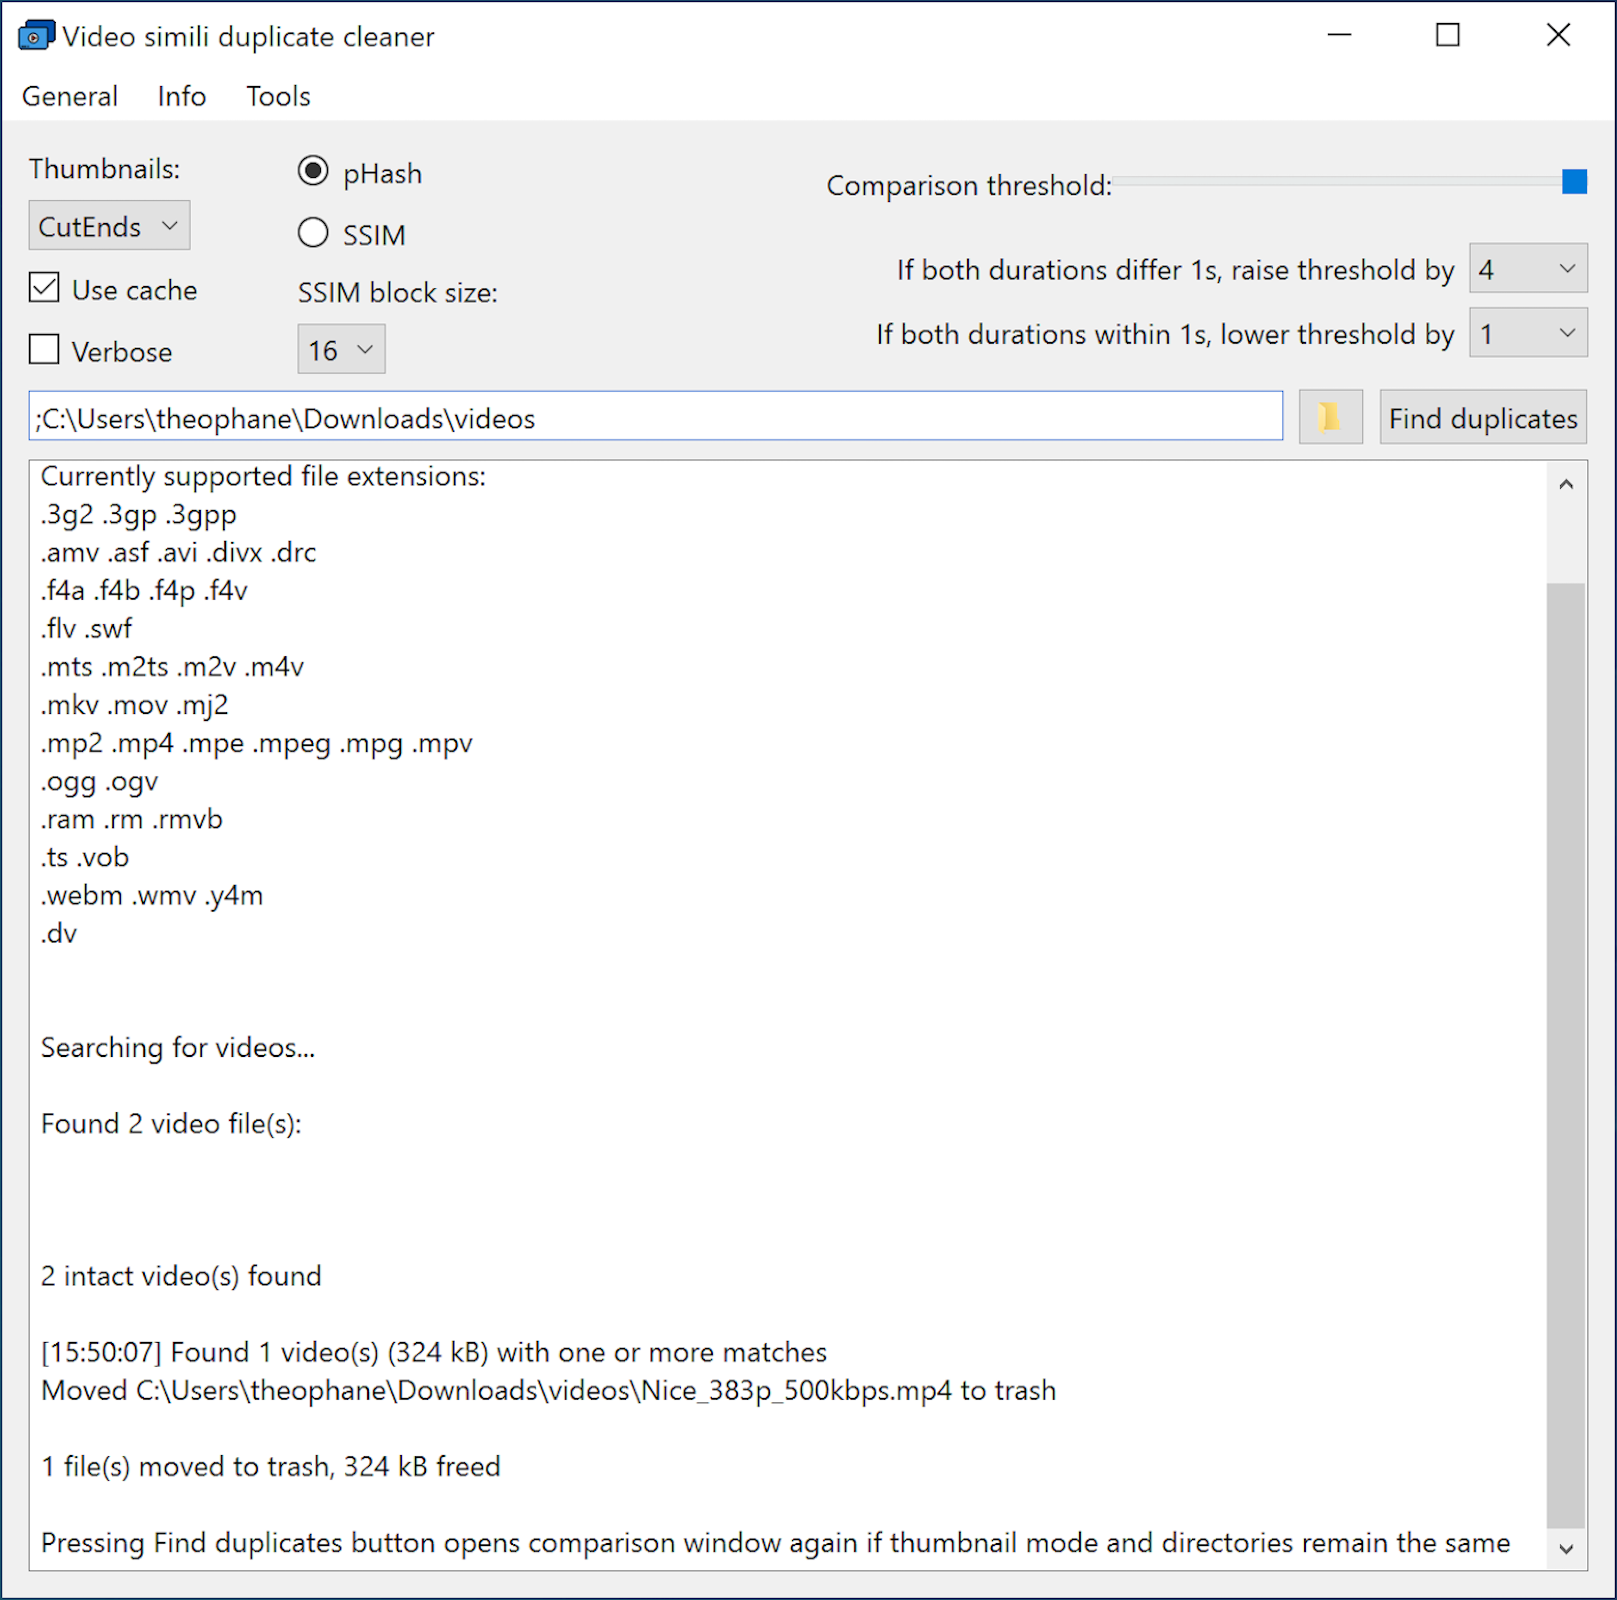 Video simili duplicate cleaner
General Info Tools
Thumbnails:
CutEnds
Use cache
Verbose
pHash
SSIM
SSIM block size:
16
Comparison threshold:
If both durations differ 1s, raise threshold by 4
If both durations within 1s, lower threshold by 1
;C:\Users\theophane\Downloads\videos
Find duplicates
Currently supported file extensions:
.3g2 .3gp .3gpp
.amv .asf .avi .divx .drc
.f4a .f4b .f4p .f4v
.flv .swf
.mts .m2ts .m2v .m4v
.mkv .mov .mj2
.mp2 .mp4 .mpe .mpeg .mpg .mpv
.ogg .ogv
.ram .rm .rmvb
.ts .vob
.webm .wmv .y4m
.dv
Searching for videos...
Found 2 video file(s):
2 intact video(s) found
[15:50:07] Found 1 video(s) (324 kB) with one or more matches
Moved C:\Users\theophane\Downloads\videos\Nice_383p_500kbps.mp4 to trash
1 file(s) moved to trash, 324 kB freed
Pressing Find duplicates button opens comparison window again if thumbnail mode and directories remain the same